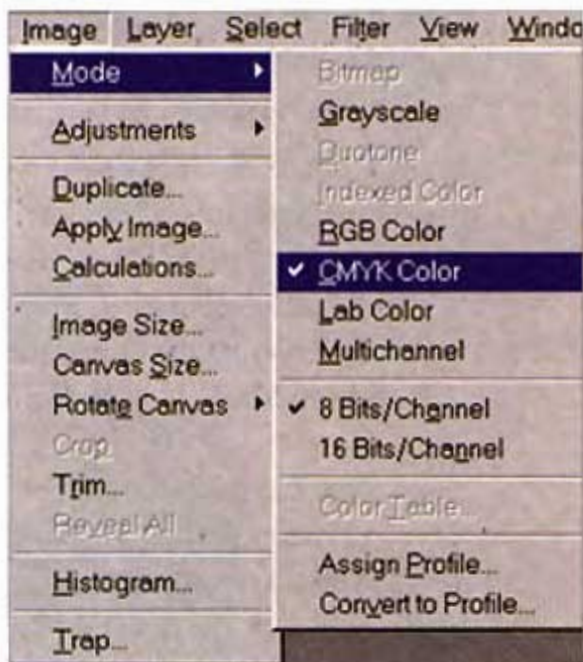 Image Layer Select Filter View Windo
Mode
Adjustments
Duplicate...
Apply Image...
Calculations...
Image Size...
Canvas Size...
Rotate Canvas
Crop
Trim...
Reveal All
Histogram...
Trap...
Bitmap
Grayscale
Duotone
Indexed Color
RGB Color
CMYK Color
Lab Color
Multichannel
8 Bits/Channel
16 Bits/Channel
Color Table...
Assign Profile...
Convert to Profile...